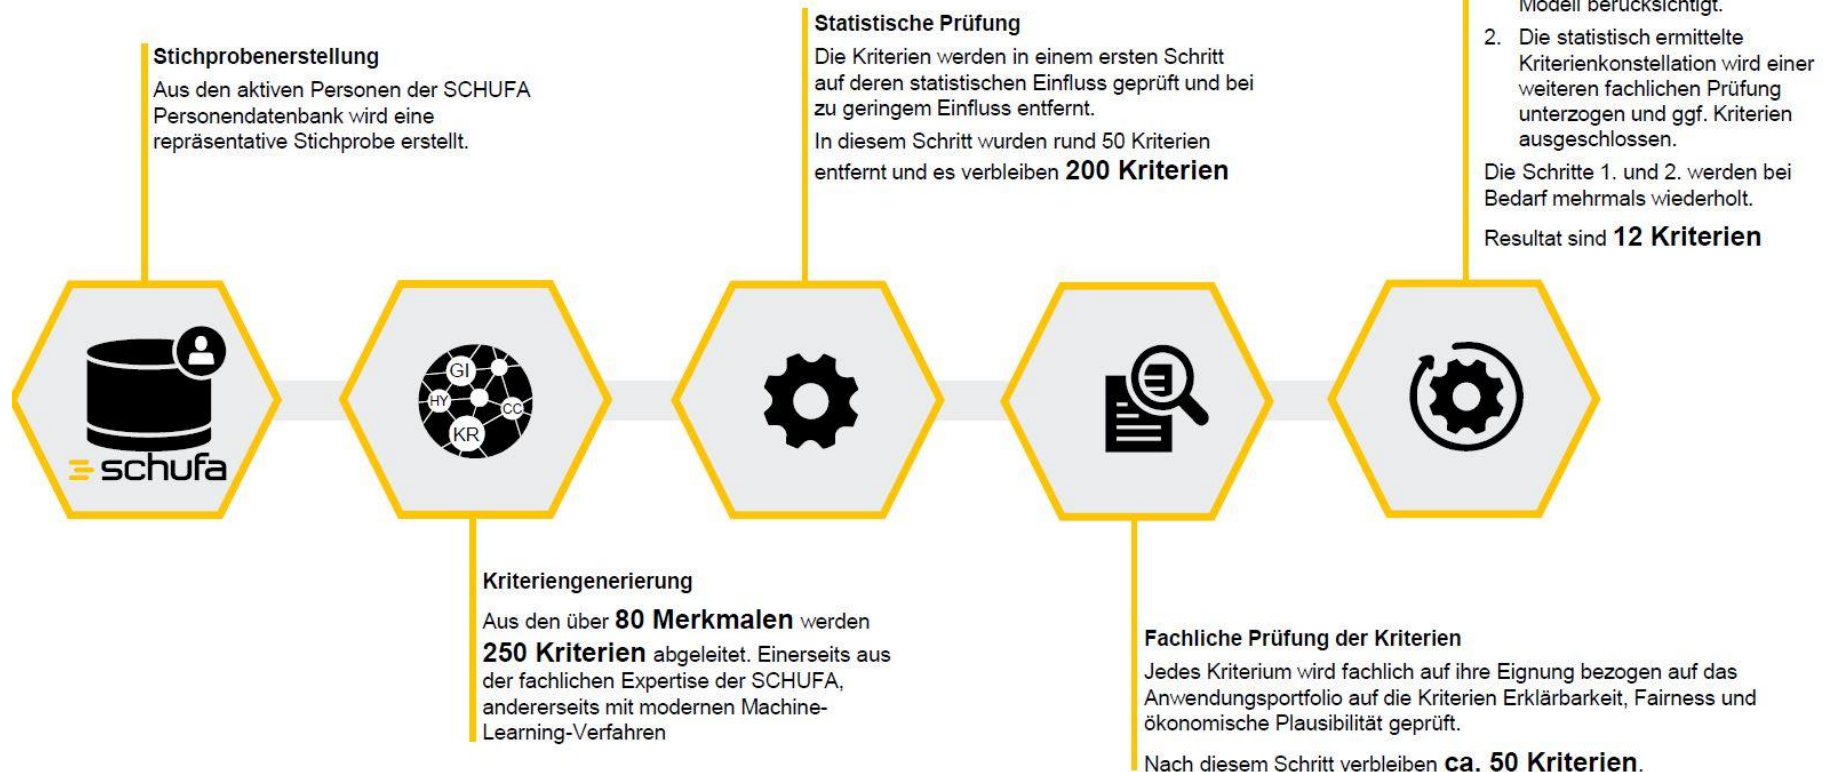 Stichprobenerstellung
Aus den aktiven Personen der SCHUFA
Personendatenbank wird eine
repräsentative Stichprobe erstellt.
schufa
GI
HY
CC
KR
Kriteriengenerierung
Aus den über 80 Merkmalen werden
250 Kriterien abgeleitet. Einerseits aus
der fachlichen Expertise der SCHUFA,
andererseits mit modernen Machine-
Learning-Verfahren
Statistische Prüfung
Die Kriterien werden in einem ersten Schritt
auf deren statistischen Einfluss geprüft und bei
zu geringem Einfluss entfernt.
In diesem Schritt wurden rund 50 Kriterien
entfernt und es verbleiben 200 Kriterien
Fachliche Prüfung der Kriterien
Jedes Kriterium wird fachlich auf ihre Eignung bezogen auf das
Anwendungsportfolio auf die Kriterien Erklärbarkeit, Fairness und
ökonomische Plausibilität geprüft.
Nach diesem Schritt verbleiben ca. 50 Kriterien.
Modell berücksichtigt.
2. Die statistisch ermittelte
Kriterienkonstellation wird einer
weiteren fachlichen Prüfung
unterzogen und ggf. Kriterien
ausgeschlossen.
Die Schritte 1. und 2. werden bei
Bedarf mehrmals wiederholt.
Resultat sind 12 Kriterien